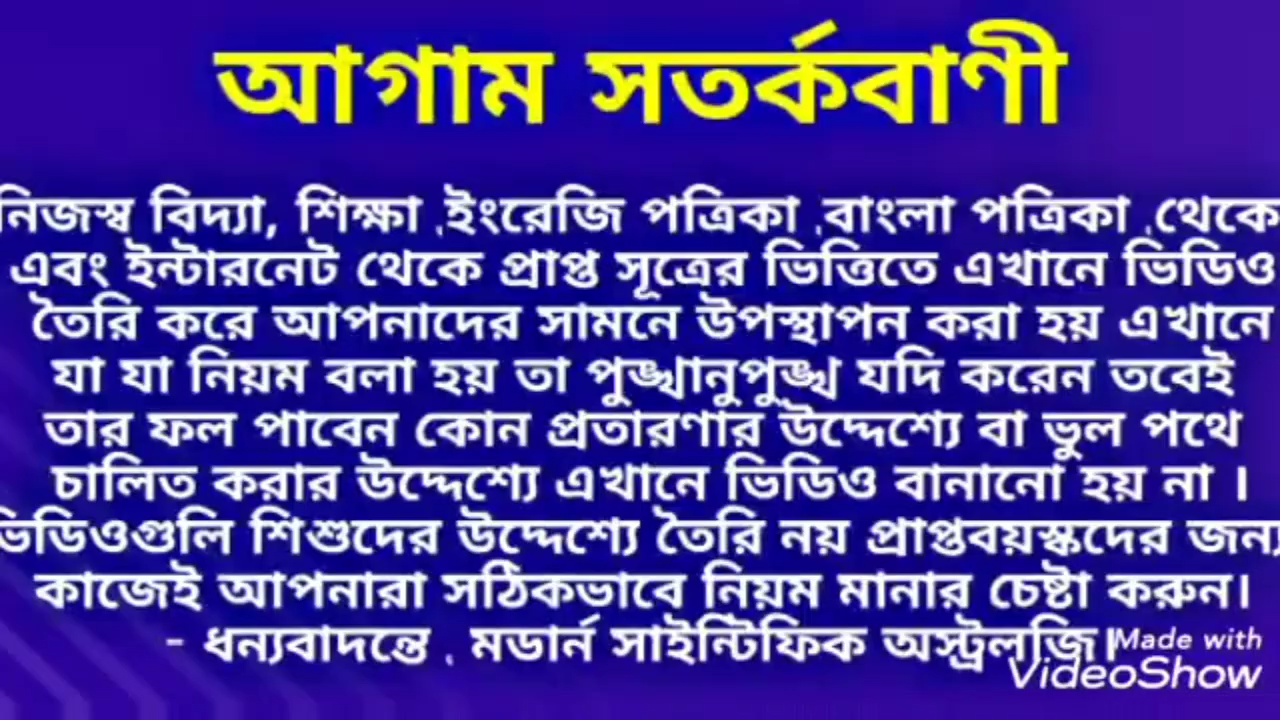 আগাম সতর্কবাণী
নিজস্ব বিদ্যা, শিক্ষা ,ইংরেজি পত্রিকা ,বাংলা পত্রিকা ,থেকে
এবং ইন্টারনেট থেকে প্রাপ্ত সূত্রের ভিত্তিতে এখানে ভিডিও
তৈরি করে আপনাদের সামনে উপস্থাপন করা হয় এখানে
যা যা নিয়ম বলা হয় তা পুঙ্খানুপুঙ্খ যদি করেন তবেই
তার ফল পাবেন কোন প্রতারণার উদ্দেশ্যে বা ভুল পথে
চালিত করার উদ্দেশ্যে এখানে ভিডিও বানানো হয় না ।
ভিডিওগুলি শিশুদের উদ্দেশ্যে তৈরি নয় প্রাপ্তবয়স্কদের জন্য
কাজেই আপনারা সঠিকভাবে নিয়ম মানার চেষ্টা করুন।
- ধন্যবাদন্তে , মডার্ন সাইন্টিফিক অস্ট্রলজি।
Made with
VideoShow